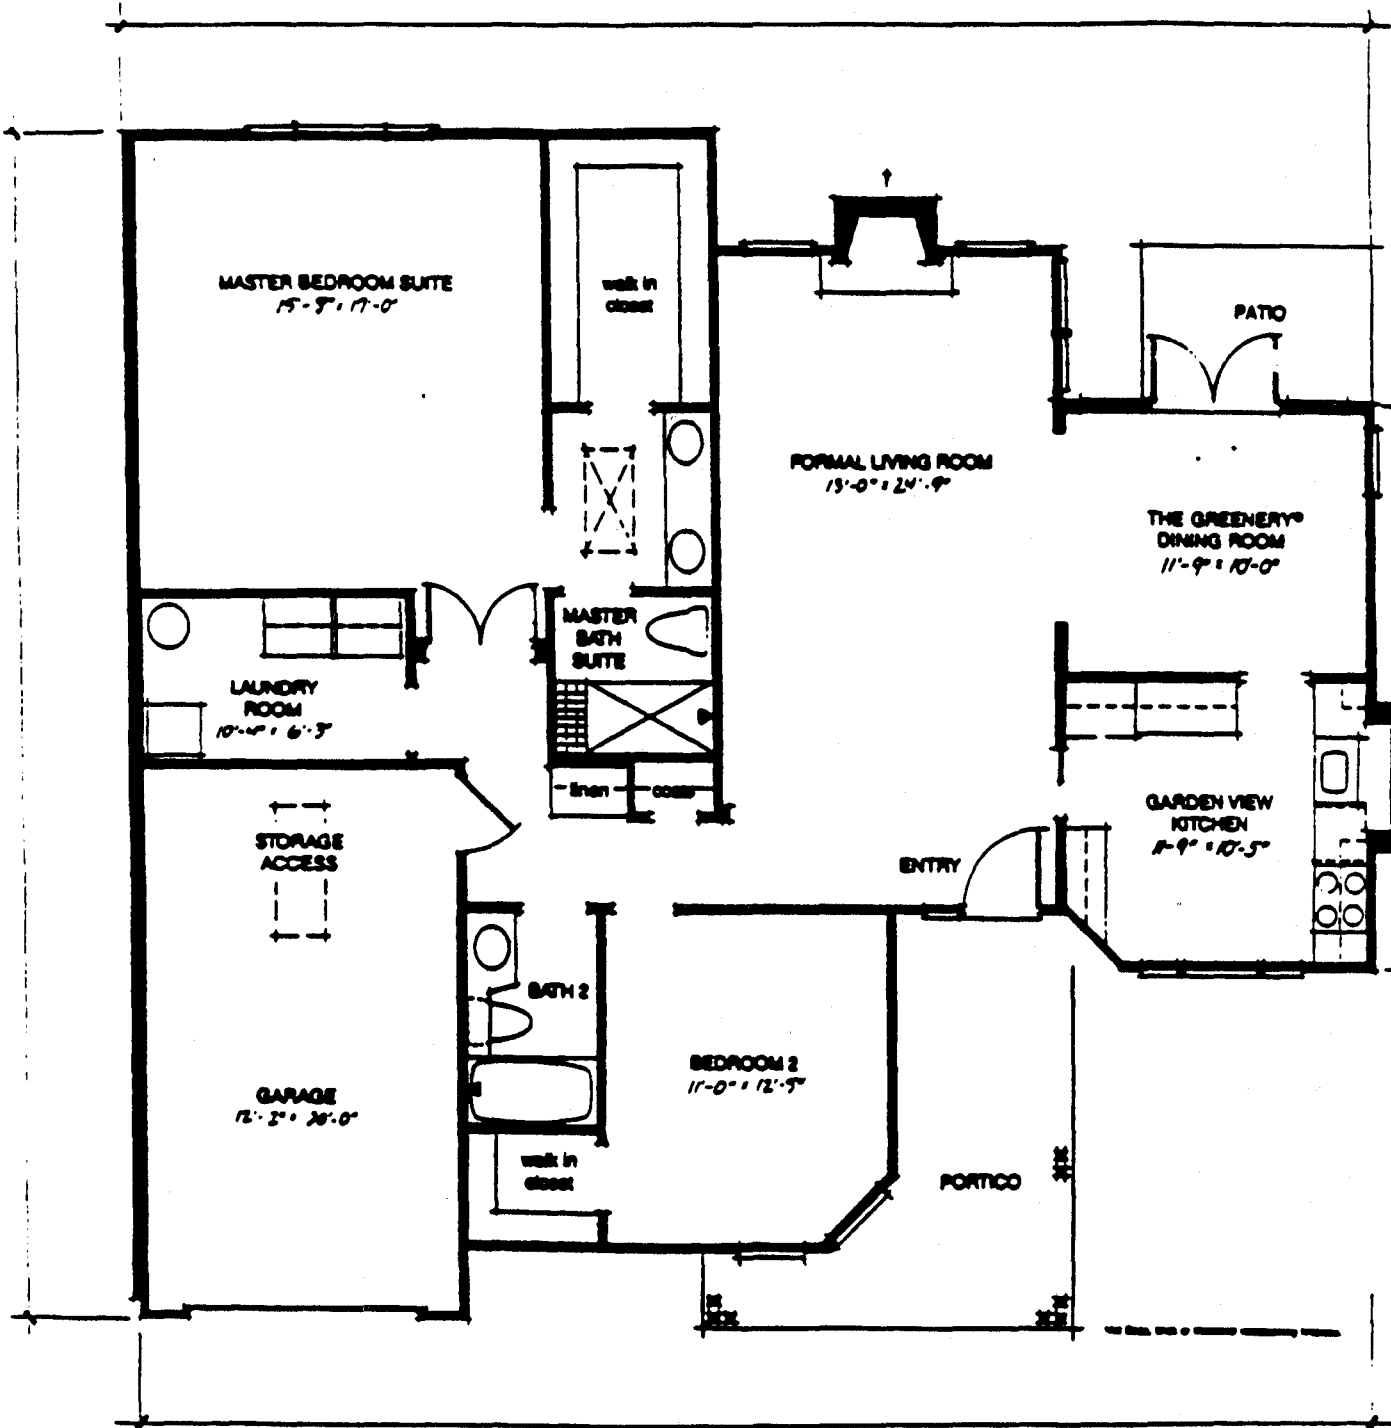 MASTER BEDROOM SUITE
15'-8" x 17'-0"
walk in
closet
PATIO
FORMAL LIVING ROOM
13'-0" x 24'-9"
THE GREENERY®
DINING ROOM
11'-9" x 10'-0"
MASTER
BATH
SUITE
LAUNDRY
ROOM
10'-4" x 6'-3"
linen
coats
GARDEN VIEW
KITCHEN
11'-9" x 10'-5"
STORAGE
ACCESS
ENTRY
BATH 2
BEDROOM 2
11'-0" x 12'-5"
GARAGE
12'-2" x 20'-0"
walk in
closet
PORTICO